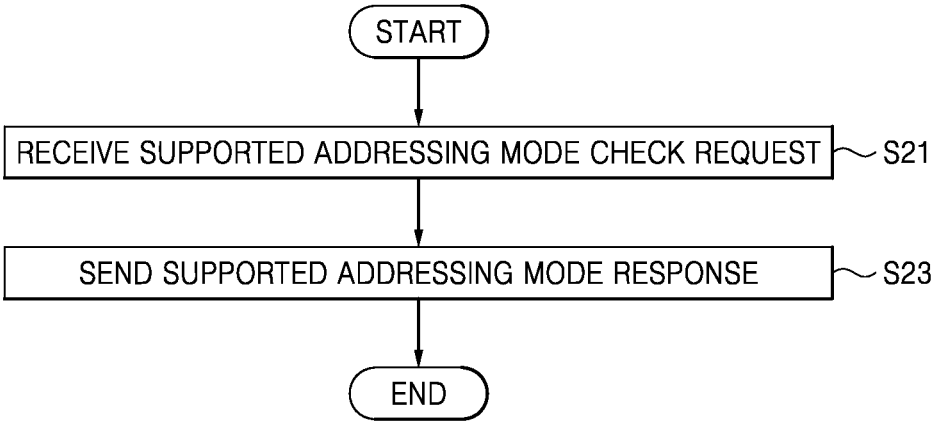 START
RECEIVE SUPPORTED ADDRESSING MODE CHECK REQUEST S21
SEND SUPPORTED ADDRESSING MODE RESPONSE S23
END